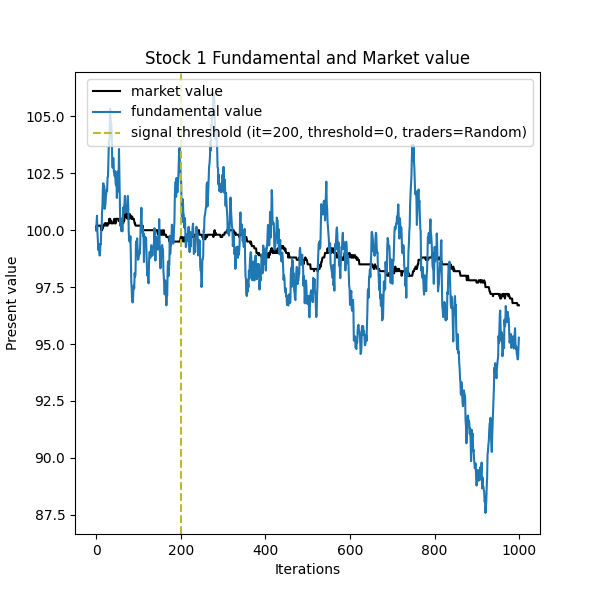 Stock 1 Fundamental and Market value
market value
fundamental value
signal threshold (it=200, threshold=0, traders=Random)
105.0
102.5
100.0
97.5
95.0
92.5
90.0
87.5
Present value
0 200 400 600 800 1000
Iterations